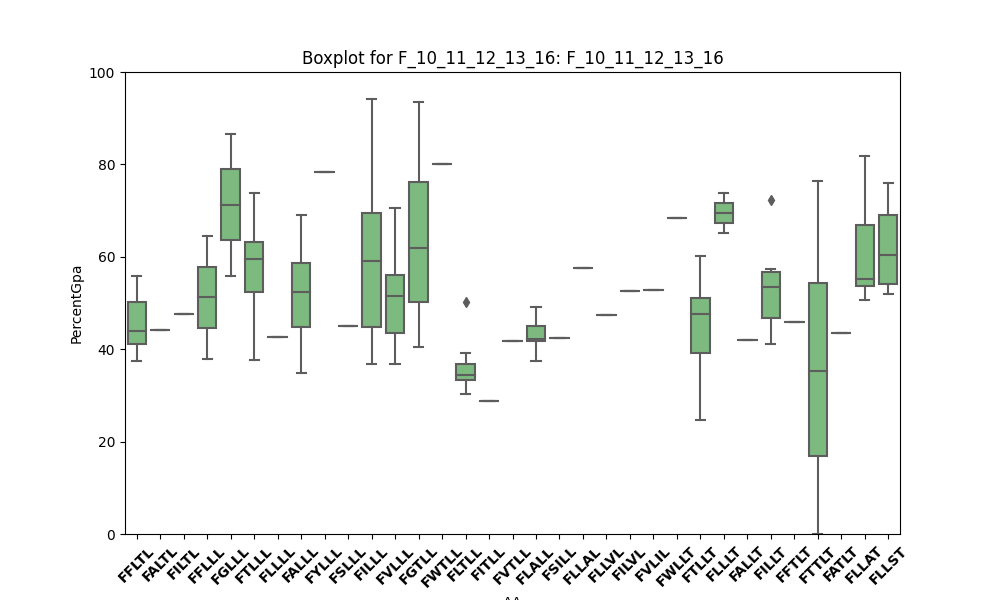 Boxplot for F_10_11_12_13_16: F_10_11_12_13_16
100
80
60
40
20
0
PercentGpa
FFLTL
FALTL
FILTL
FFLLL
FGLLL
FTLLL
FLLLL
FALLL
FYLLL
FSLLL
FILLL
FVLLL
FGTLL
FWTLL
FLTLL
FITLL
FVTLL
FLALL
FSILL
FLLAL
FLLVL
FILVL
FVLIL
FWLLT
FTLLT
FLLLT
FALLT
FILLT
FFTLT
FTTLT
FATLT
FLLAT
FLLST